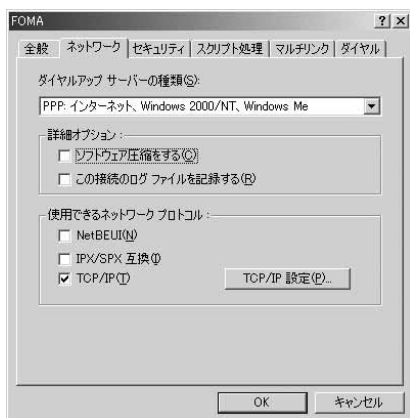 FOMA
全般 ネットワーク セキュリティ スクリプト処理 マルチリンク ダイヤル
ダイヤルアップ サーバーの種類(S):
PPP: インターネット、Windows 2000/NT、Windows Me
詳細オプション:
ソフトウェア圧縮をする(C)
この接続のログ ファイルを記録する(R)
使用できるネットワーク プロトコル:
NetBEUI(N)
IPX/SPX 互換(I)
TCP/IP(T)
TCP/IP 設定(P)...
OK キャンセル